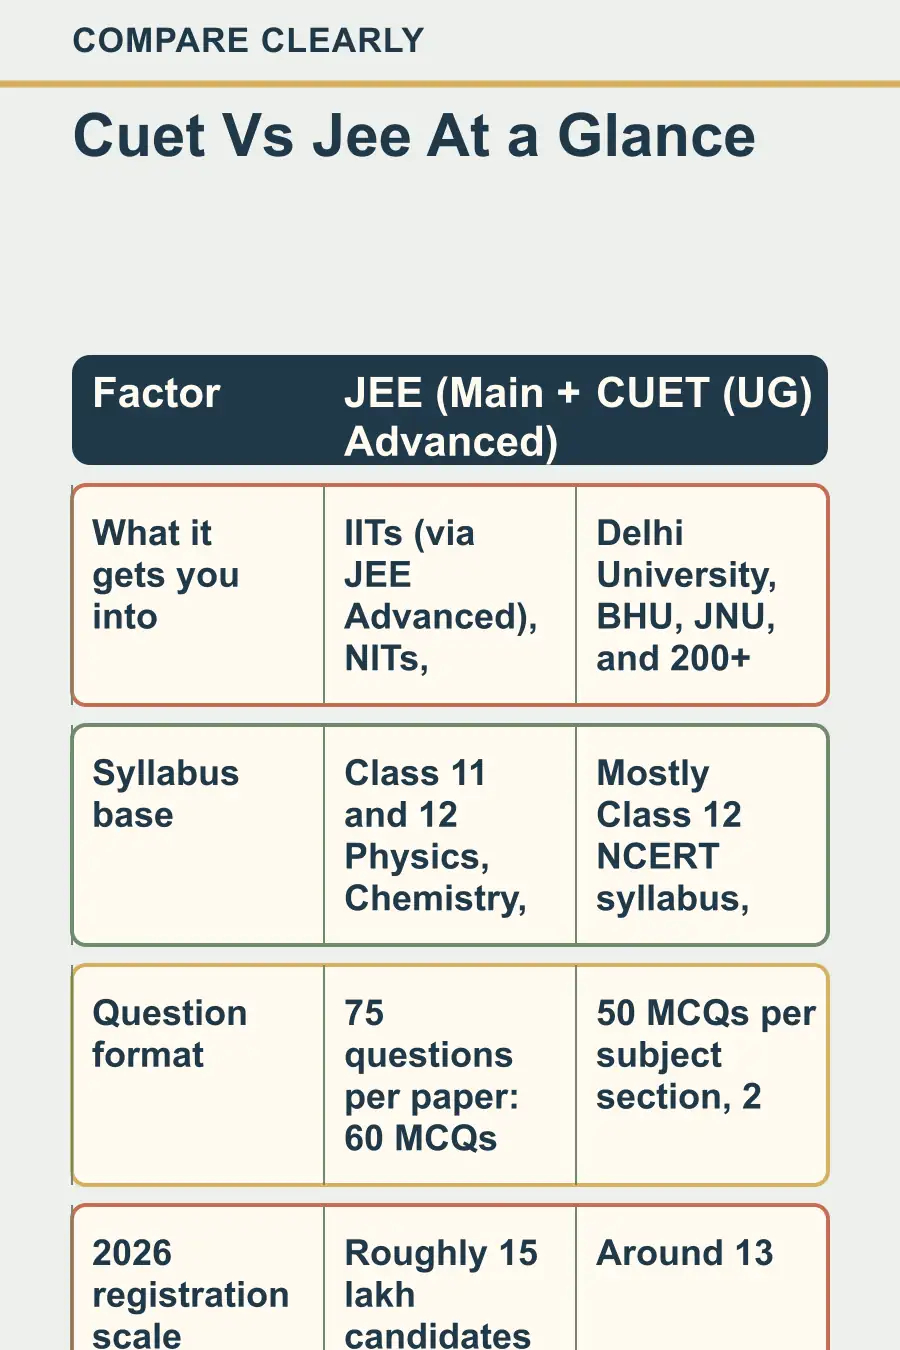 COMPARE CLEARLY
Cuet Vs Jee At a Glance
Factor
JEE (Main +
Advanced)
CUET (UG)
What it
gets you
into
IITs (via
JEE
Advanced),
NITs,
Delhi
University,
BHU, JNU,
and 200+
Syllabus
base
Class 11
and 12
Physics,
Chemistry,
Mostly
Class 12
NCERT
syllabus,
Question
format
75
questions
per paper:
60 MCQs
50 MCQs per
subject
section, 2
2026
registration
scale
Roughly 15
lakh
candidates
Around 13